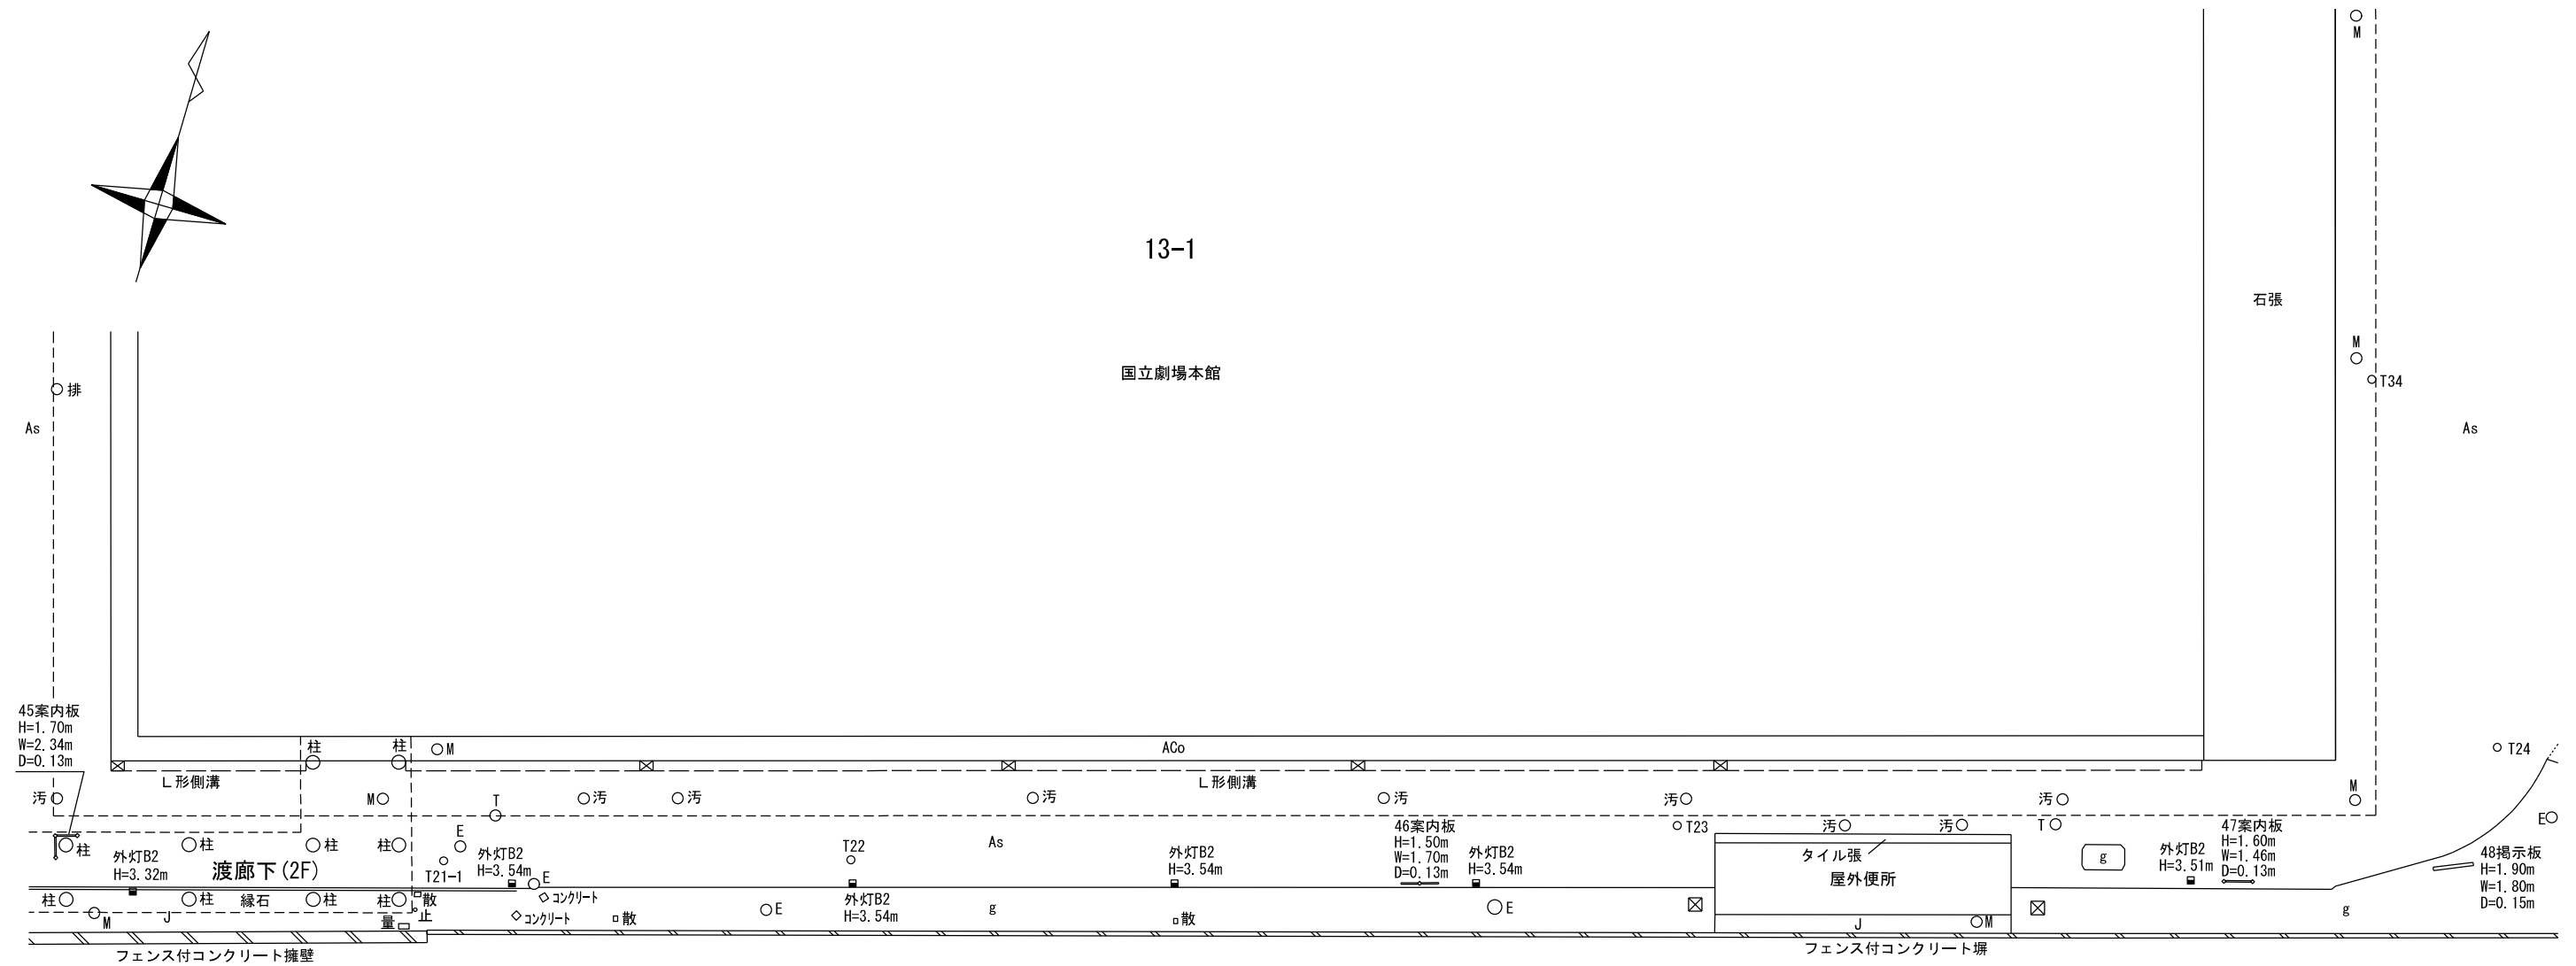 M
13-1
石張
M
国立劇場本館
T34
排
As
As
45案内板
H=1.70m
W=2.34m
D=0.13m
柱
柱
M
ACo
T24
L形側溝
L形側溝
汚
M
T
汚
汚
汚
汚
汚
汚
M
E
46案内板
H=1.50m
W=1.70m
D=0.13m
T23
汚
汚
T
47案内板
H=1.60m
W=1.46m
D=0.13m
E
柱
柱
柱
柱
外灯B2
H=3.32m
渡廊下(2F)
T21-1
外灯B2
H=3.54m
E
T22
As
外灯B2
H=3.54m
外灯B2
H=3.54m
タイル張
屋外便所
g
外灯B2
H=3.51m
48掲示板
H=1.90m
W=1.80m
D=0.15m
柱
柱
縁石
柱
柱
散
止
量
コンクリート
コンクリート
散
E
外灯B2
H=3.54m
g
散
E
M
J
J
M
g
フェンス付コンクリート擁壁
フェンス付コンクリート塀